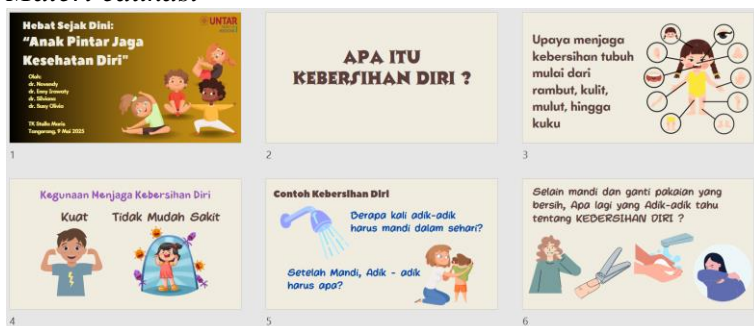 Materi edukasi
Hebat Sejak Dini:
"Anak Pintar Jaga
Kesehatan Diri"
Oleh:
dr. Novendy
dr. Enny Irawaty
dr. Silviana
dr. Susy Olivia
TK Stella Maris
Tangerang, 9 Mei 2025
UNTAR
1
APA ITU
KEBERSIHAN DIRI ?
2
Upaya menjaga
kebersihan tubuh
mulai dari
rambut, kulit,
mulut, hingga
kuku
3
Kegunaan Menjaga Kebersihan Diri
Kuat
Tidak Mudah Sakit
4
Contoh Kebersihan Diri
Berapa kali adik-adik
harus mandi dalam sehari?
Setelah Mandi, Adik - adik
harus apa?
5
Selain mandi dan ganti pakaian yang
bersih, Apa lagi yang Adik-adik tahu
tentang KEBERSIHAN DIRI ?
6